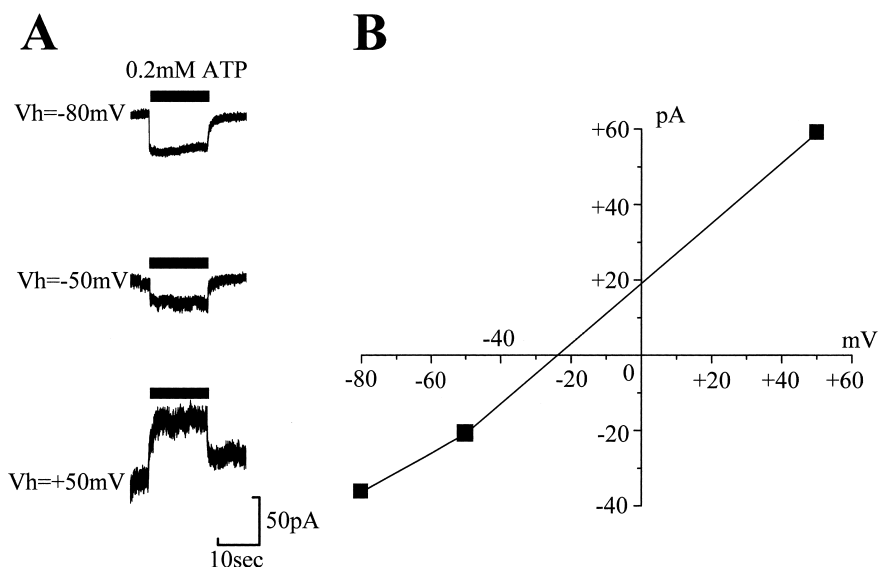 A
B
0.2mM ATP
Vh=-80mV
Vh=-50mV
Vh=+50mV
50pA
10sec
pA
+60
+40
+20
mV
-40
-80
-60
-20
0
+20
+40
+60
-20
-40